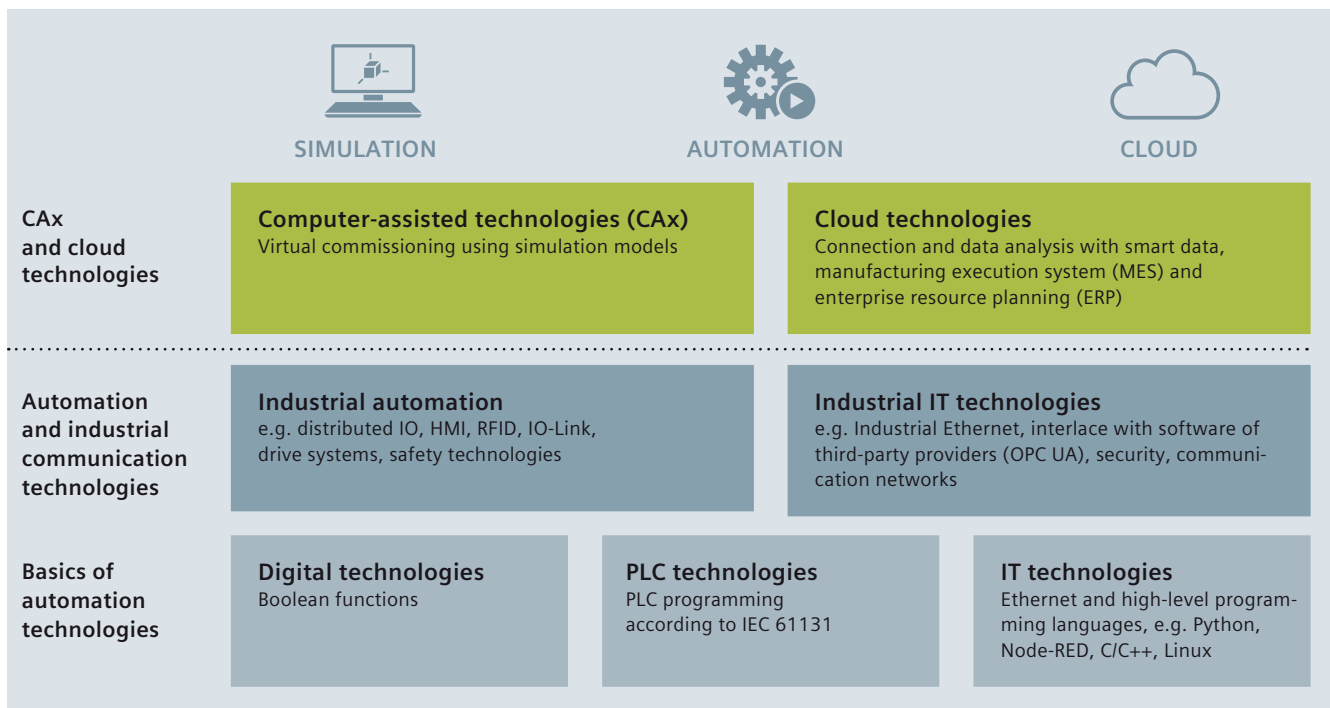 SIMULATION
AUTOMATION
CLOUD
CAx
and cloud
technologies
Computer-assisted technologies (CAx)
Virtual commissioning using simulation models
Cloud technologies
Connection and data analysis with smart data,
manufacturing execution system (MES) and
enterprise resource planning (ERP)
Automation
and industrial
communication
technologies
Industrial automation
e.g. distributed IO, HMI, RFID, IO-Link,
drive systems, safety technologies
Industrial IT technologies
e.g. Industrial Ethernet, interlace with software of
third-party providers (OPC UA), security, communi-
cation networks
Basics of
automation
technologies
Digital technologies
Boolean functions
PLC technologies
PLC programming
according to IEC 61131
IT technologies
Ethernet and high-level program-
ming languages, e.g. Python,
Node-RED, C/C++, Linux